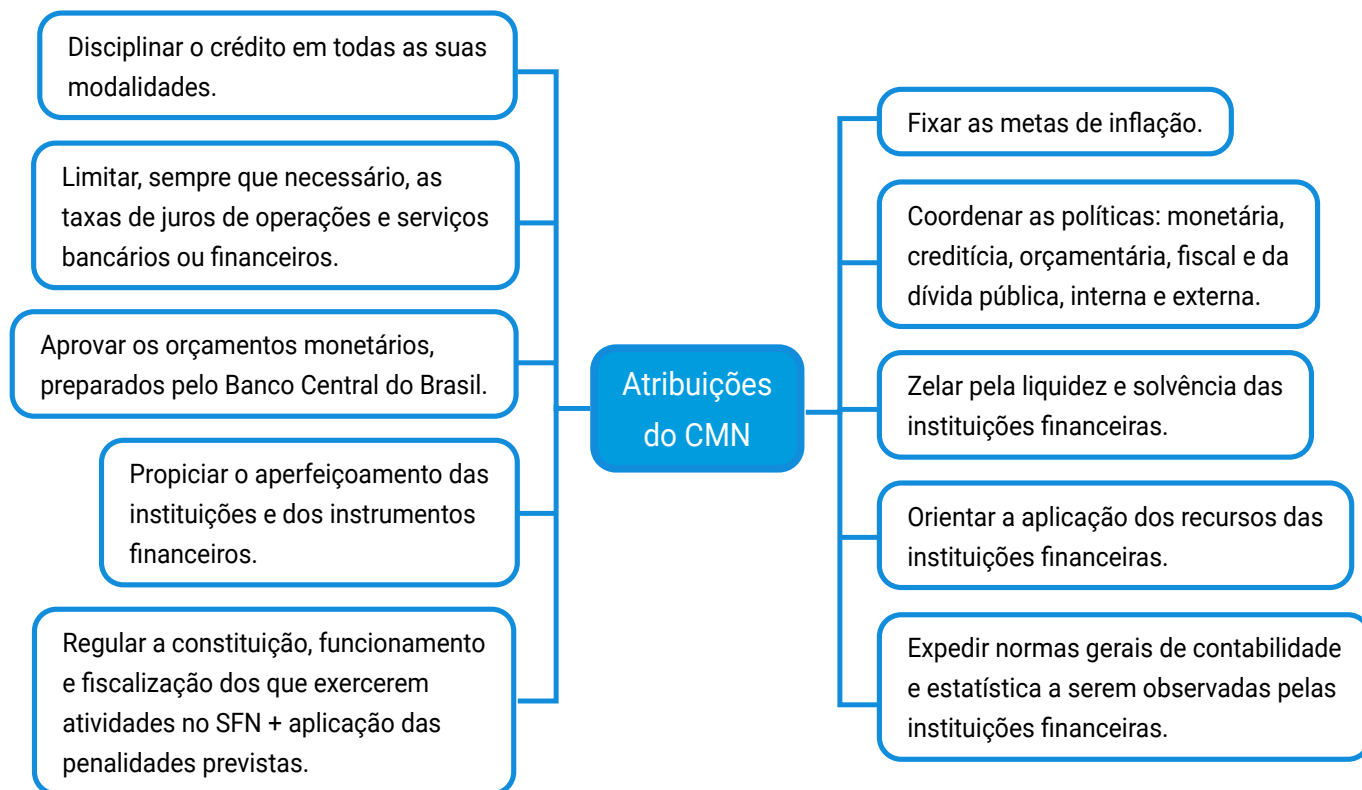 Disciplinar o crédito em todas as suas
modalidades.
Limitar, sempre que necessário, as
taxas de juros de operações e serviços
bancários ou financeiros.
Aprovar os orçamentos monetários,
preparados pelo Banco Central do Brasil.
Propiciar o aperfeiçoamento das
instituições e dos instrumentos
financeiros.
Regular a constituição, funcionamento
e fiscalização dos que exercerem
atividades no SFN + aplicação das
penalidades previstas.
Atribuições
do CMN
Fixar as metas de inflação.
Coordenar as políticas: monetária,
creditícia, orçamentária, fiscal e da
dívida pública, interna e externa.
Zelar pela liquidez e solvência das
instituições financeiras.
Orientar a aplicação dos recursos das
instituições financeiras.
Expedir normas gerais de contabilidade
e estatística a serem observadas pelas
instituições financeiras.